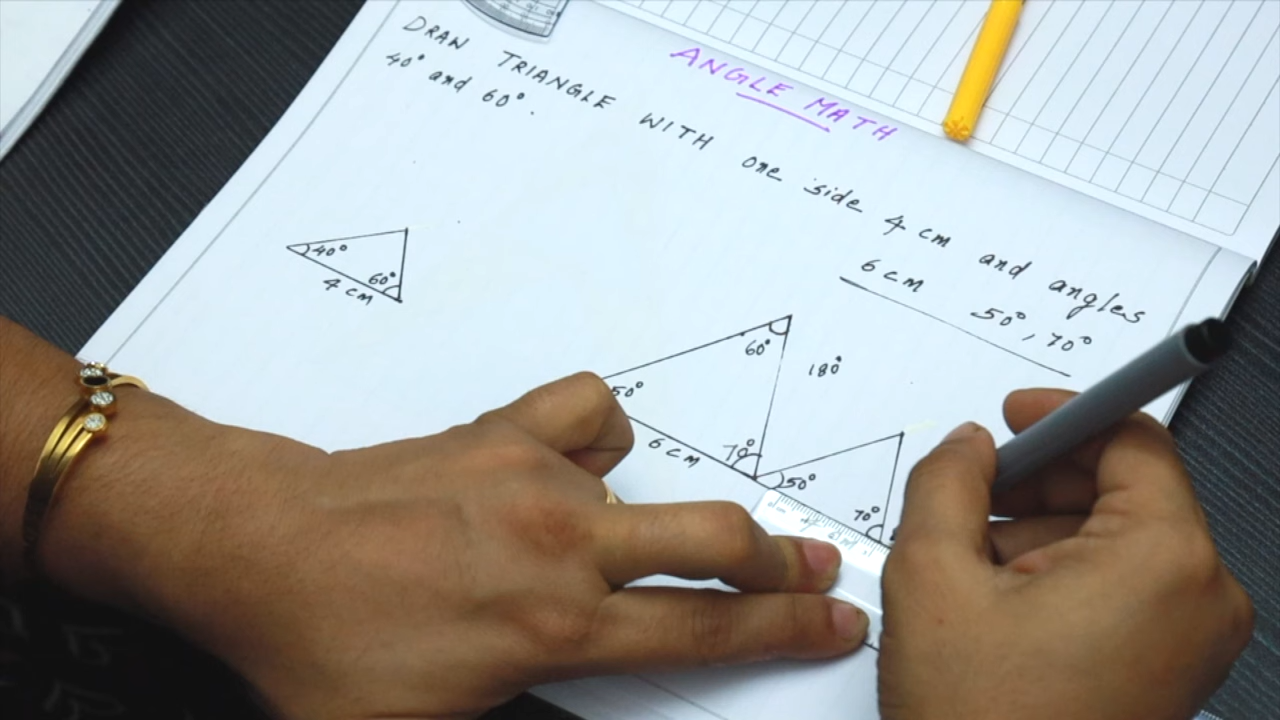 ANGLE MATH
DRAW TRIANGLE WITH one side 4 cm and angles
40° and 60°.
6 cm 50°, 70°
40°
60°
4 CM
60°
180°
50°
70°
6 CM
50°
70°